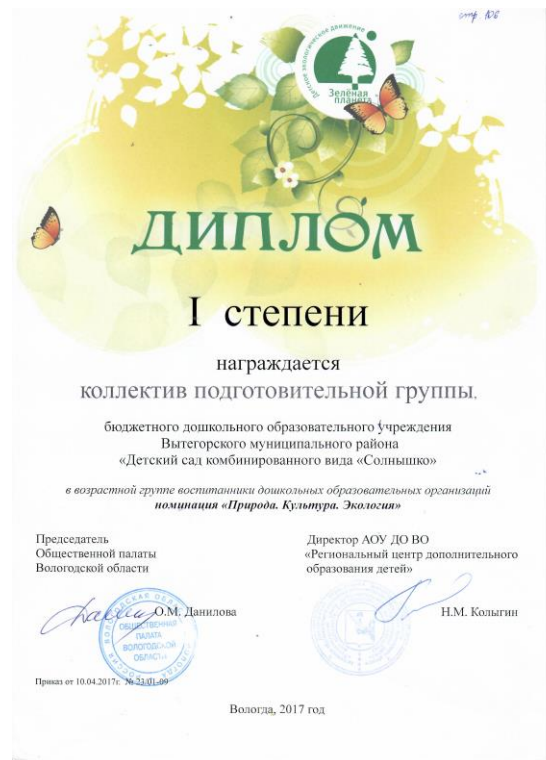 стр 106
Детское экологическое движение
Зелёная
планета
ДИПЛОМ
I степени
награждается
коллектив подготовительной группы,
бюджетного дошкольного образовательного учреждения
Вытегорского муниципального района
«Детский сад комбинированного вида «Солнышко»
в возрастной группе воспитанники дошкольных образовательных организаций
номинация «Природа. Культура. Экология»
Председатель
Общественной палаты
Вологодской области
О.М. Данилова
ВОЛОГОДСКАЯ ОБЛ
ОБЩЕСТВЕННАЯ
ПАЛАТА
ВОЛОГОДСКОЙ
ОБЛАСТИ
Директор АОУ ДО ВО
«Региональный центр дополнительного
образования детей»
Н.М. Колыгин
Приказ от 10.04.2017г. № 23/01-09
Вологда, 2017 год